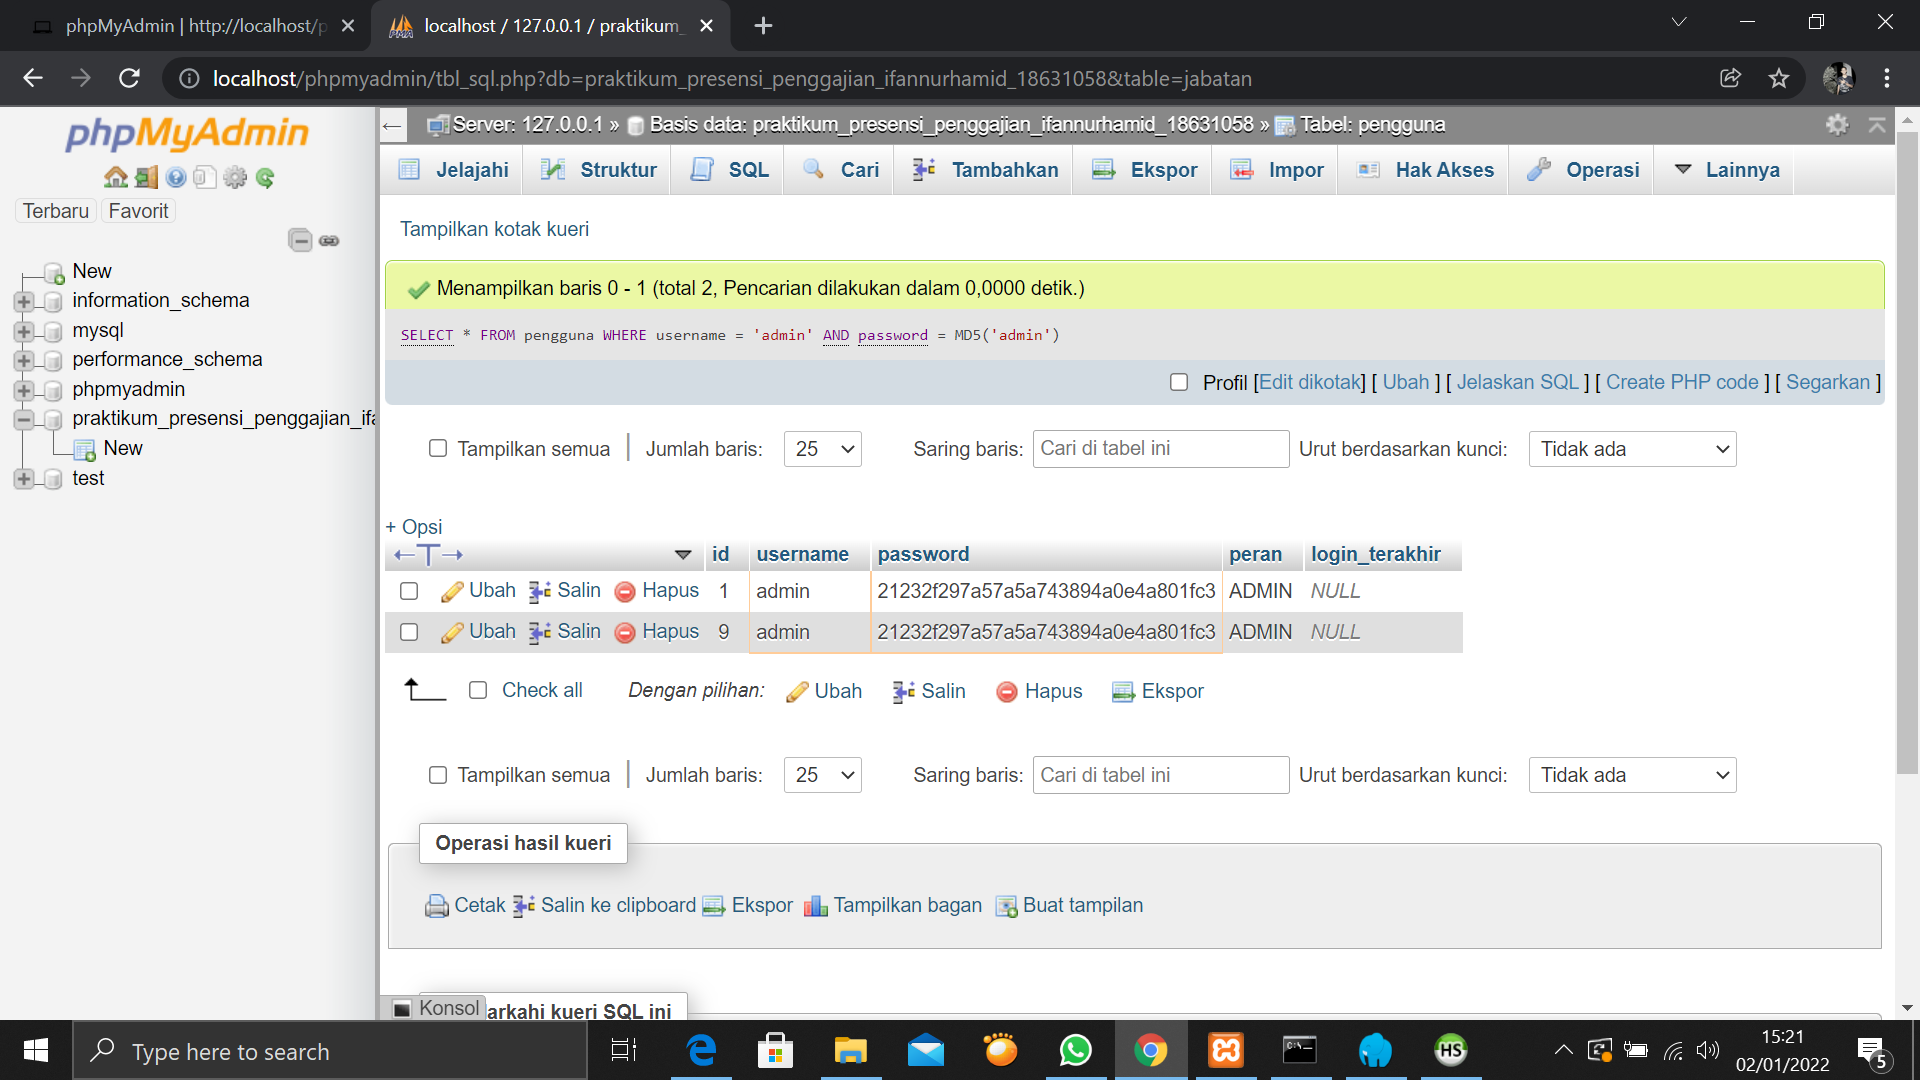 phpMyAdmin | http://localhost/p
localhost / 127.0.0.1 / praktikum_
localhost/phpmyadmin/tbl_sql.php?db=praktikum_presensi_penggajian_ifannurhamid_18631058&table=jabatan
phpMyAdmin
Terbaru Favorit
New
information_schema
mysql
performance_schema
phpmyadmin
praktikum_presensi_penggajian_ifa
New
test
Server: 127.0.0.1 » Basis data: praktikum_presensi_penggajian_ifannurhamid_18631058 » Tabel: pengguna
Jelajahi Struktur SQL Cari Tambahkan Ekspor Impor Hak Akses Operasi Lainnya
Tampilkan kotak kueri
Menampilkan baris 0 - 1 (total 2, Pencarian dilakukan dalam 0,0000 detik.)
SELECT * FROM pengguna WHERE username = 'admin' AND password = MD5('admin')
Profil [Edit dikotak] [ Ubah ] [ Jelaskan SQL ] [ Create PHP code ] [ Segarkan ]
Tampilkan semua | Jumlah baris: 25 Saring baris: Cari di tabel ini Urut berdasarkan kunci: Tidak ada
+ Opsi
←T→ id username password peran login_terakhir
Ubah Salin Hapus 1 admin 21232f297a57a5a743894a0e4a801fc3 ADMIN NULL
Ubah Salin Hapus 9 admin 21232f297a57a5a743894a0e4a801fc3 ADMIN NULL
Check all Dengan pilihan: Ubah Salin Hapus Ekspor
Tampilkan semua | Jumlah baris: 25 Saring baris: Cari di tabel ini Urut berdasarkan kunci: Tidak ada
Operasi hasil kueri
Cetak Salin ke clipboard Ekspor Tampilkan bagan Buat tampilan
Konsol arkahi kueri SQL ini
Type here to search
HS
15:21
02/01/2022
5